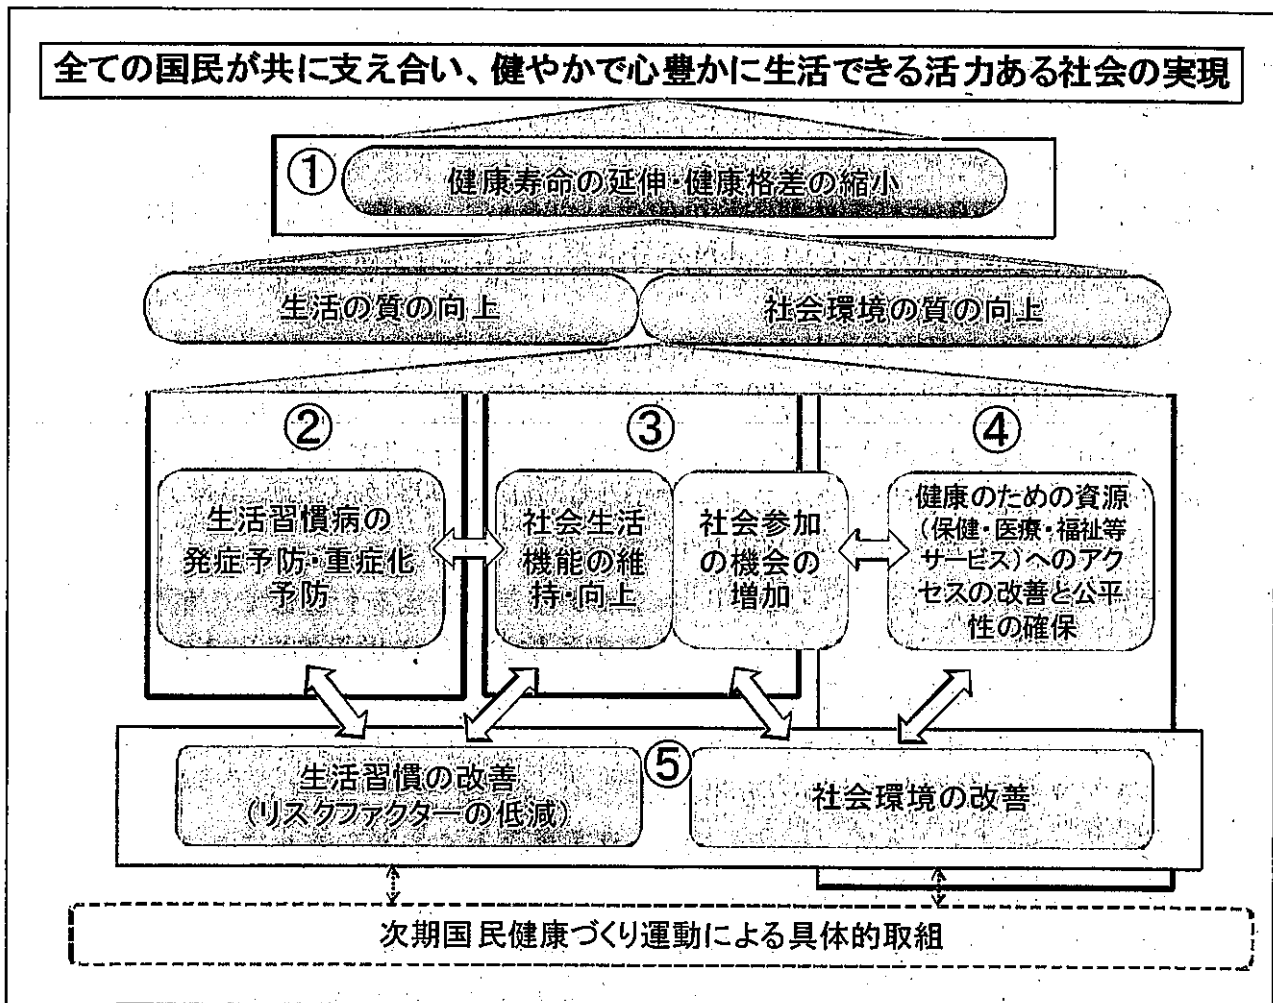 全ての国民が共に支え合い、健やかで心豊かに生活できる活力ある社会の実現
①
健康寿命の延伸・健康格差の縮小
生活の質の向上
社会環境の質の向上
②
生活習慣病の
発症予防・重症化
予防
③
社会生活
機能の維
持・向上
社会参加
の機会の
増加
④
健康のための資源
(保健・医療・福祉等
サービス)へのアク
セスの改善と公平
性の確保
⑤
生活習慣の改善
(リスクファクターの低減)
社会環境の改善
次期国民健康づくり運動による具体的取組